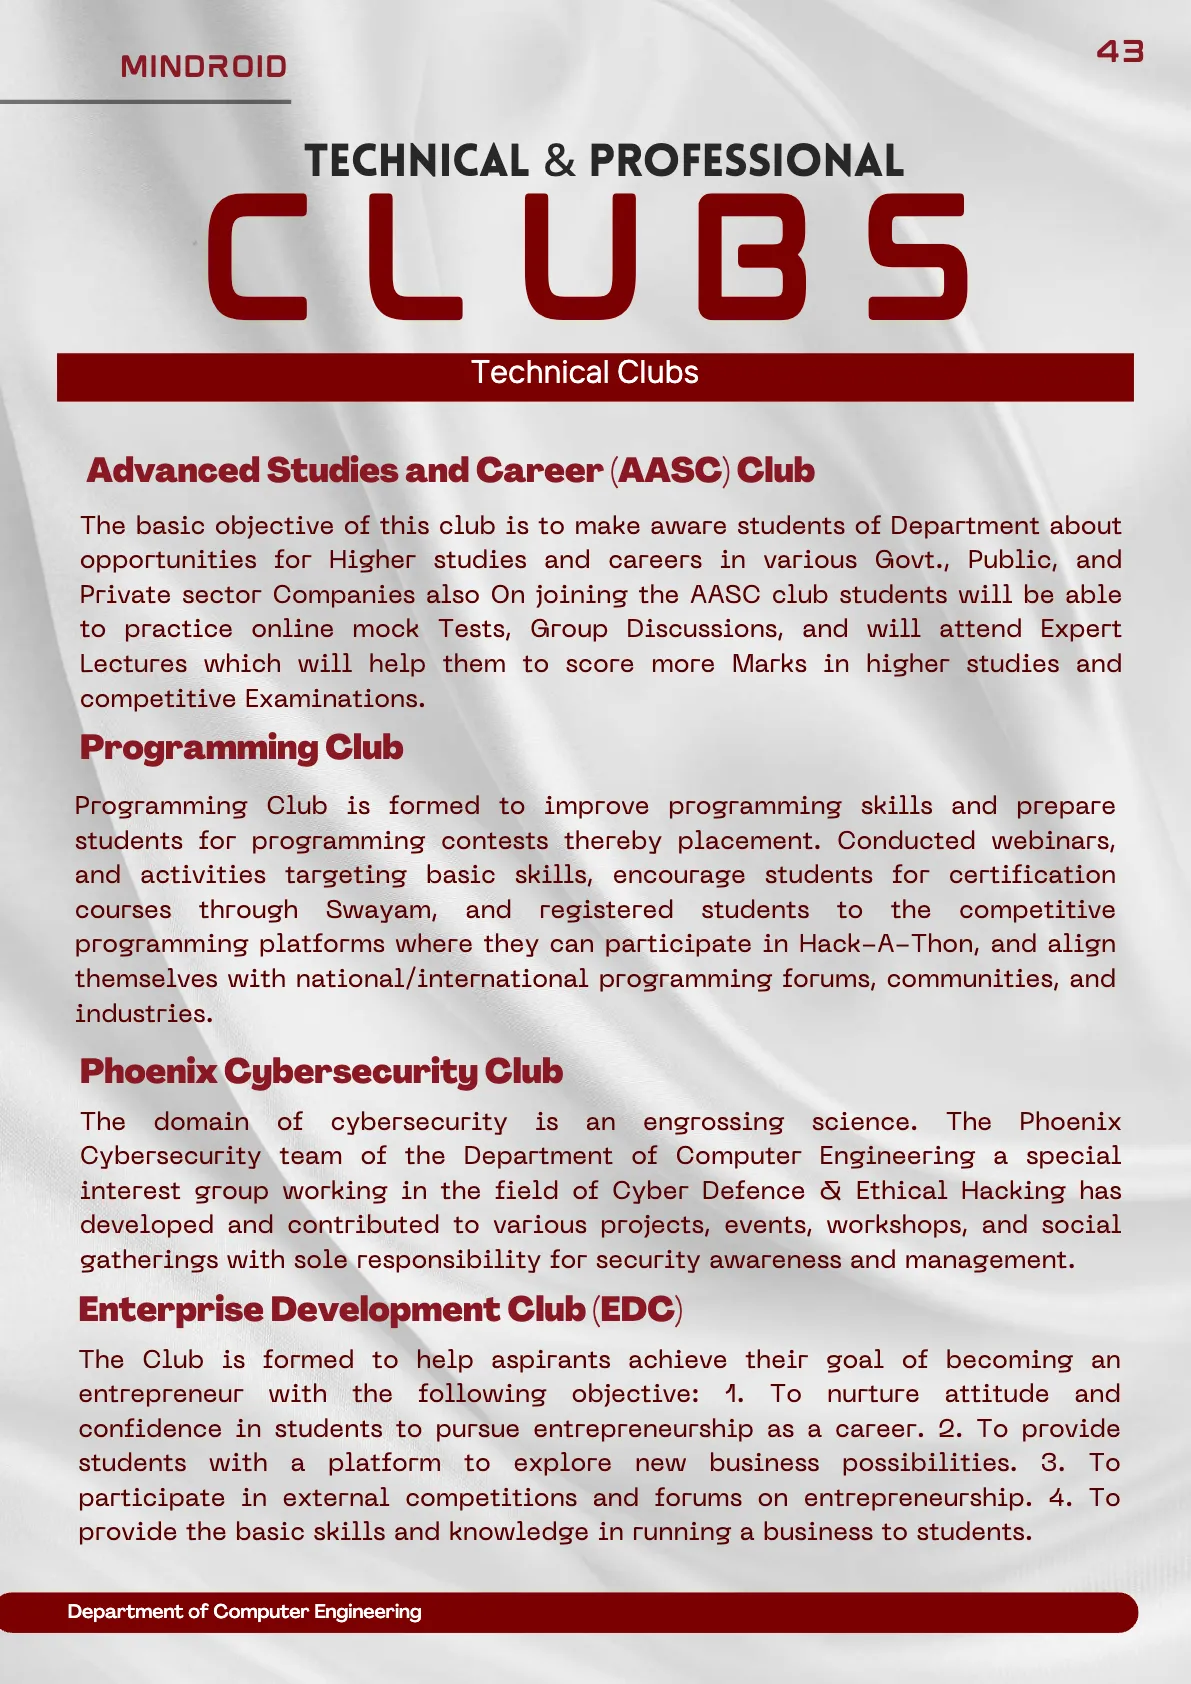 MINDROID
43
TECHNICAL & PROFESSIONAL
CLUBS
Technical Clubs
Advanced Studies and Career (AASC) Club
The basic objective of this club is to make aware students of Department about
opportunities for Higher studies and careers in various Govt., Public, and
Private sector Companies also On joining the AASC club students will be able
to practice online mock Tests, Group Discussions, and will attend Expert
Lectures which will help them to score more Marks in higher studies and
competitive Examinations.
Programming Club
Programming Club is formed to improve programming skills and prepare
students for programming contests thereby placement. Conducted webinars,
and activities targeting basic skills, encourage students for certification
courses through Swayam, and registered students to the competitive
programming platforms where they can participate in Hack-A-Thon, and align
themselves with national/international programming forums, communities, and
industries.
Phoenix Cybersecurity Club
The domain of cybersecurity is an engrossing science. The Phoenix
Cybersecurity team of the Department of Computer Engineering a special
interest group working in the field of Cyber Defence & Ethical Hacking has
developed and contributed to various projects, events, workshops, and social
gatherings with sole responsibility for security awareness and management.
Enterprise Development Club (EDC)
The Club is formed to help aspirants achieve their goal of becoming an
entrepreneur with the following objective: 1. To nurture attitude and
confidence in students to pursue entrepreneurship as a career. 2. To provide
students with a platform to explore new business possibilities. 3. To
participate in external competitions and forums on entrepreneurship. 4. To
provide the basic skills and knowledge in running a business to students.
Department of Computer Engineering